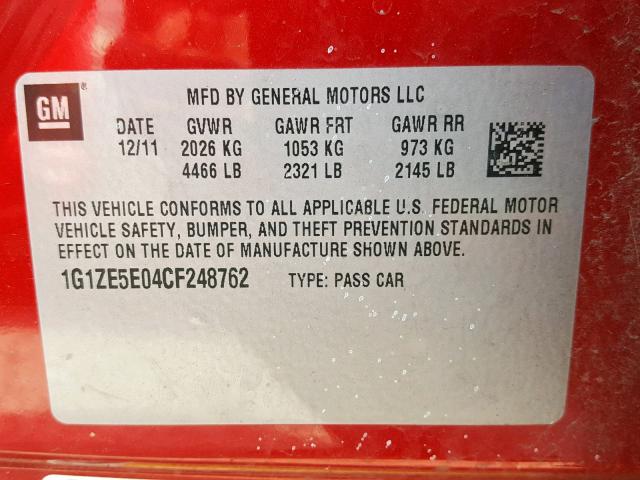 GM ®
MFD BY GENERAL MOTORS LLC
DATE GVWR GAWR FRT GAWR RR
12/11 2026 KG 1053 KG 973 KG
4466 LB 2321 LB 2145 LB
THIS VEHICLE CONFORMS TO ALL APPLICABLE U.S. FEDERAL MOTOR
VEHICLE SAFETY, BUMPER, AND THEFT PREVENTION STANDARDS IN
EFFECT ON THE DATE OF MANUFACTURE SHOWN ABOVE.
1G1ZE5E04CF248762 TYPE: PASS CAR